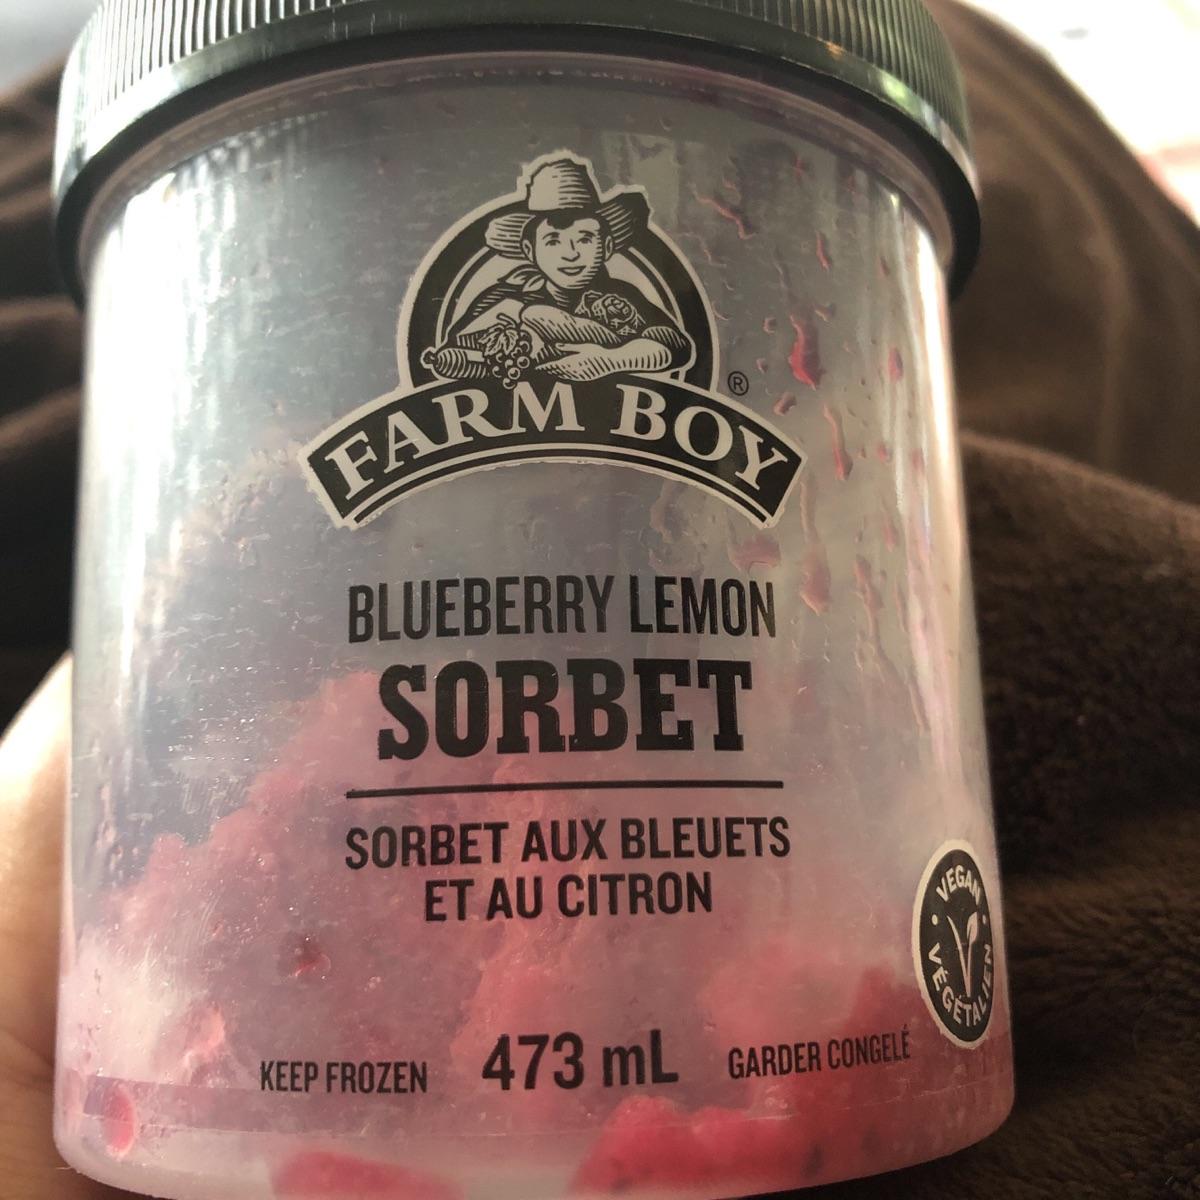 FARM BOY
®
BLUEBERRY LEMON
SORBET
SORBET AUX BLEUETS
ET AU CITRON
VEGAN
VÉGÉTALIEN
KEEP FROZEN 473 mL GARDER CONGELÉ